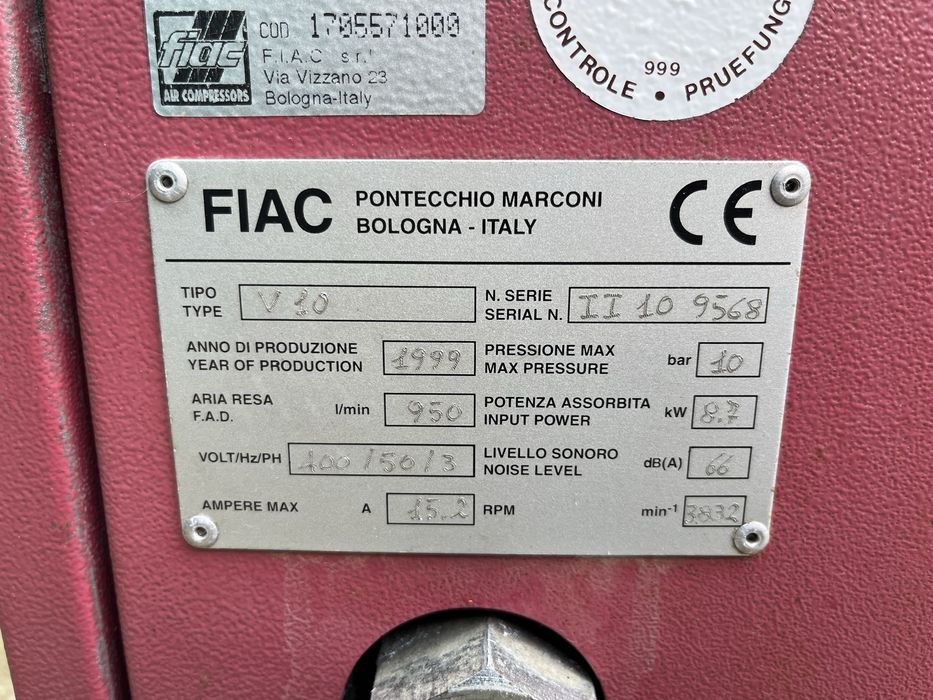 fiac
AIR COMPRESSORS
COD 1705571000
F.I.A.C s.r.l
Via Vizzano 23
Bologna-Italy
CONTROLE • PRUEFUNG
999
FIAC PONTECCHIO MARCONI
BOLOGNA - ITALY
CE
TIPO
TYPE V 10
N. SERIE
SERIAL N. II 10 9568
ANNO DI PRODUZIONE
YEAR OF PRODUCTION 1999
PRESSIONE MAX
MAX PRESSURE bar 10
ARIA RESA
F.A.D. l/min 950
POTENZA ASSORBITA
INPUT POWER kW 8.7
VOLT/Hz/PH 400/50/3
LIVELLO SONORO
NOISE LEVEL dB(A) 66
AMPERE MAX A 15.2
RPM min-1 3832